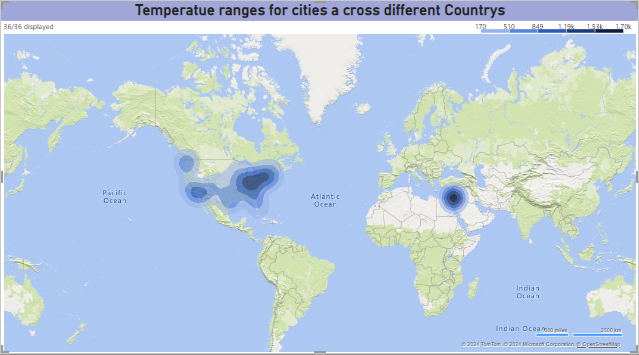 Temperatue ranges for cities a cross different Countrys
36/36 displayed
170 510 849 1.19k 1.53k 1.70k
Pacific
Ocean
Atlantic
Ocean
Indian
Ocean
Indian Ocean
miles 2500 km
© 2024 TomTom, © 2024 Microsoft Corporation, © OpenStreetMap